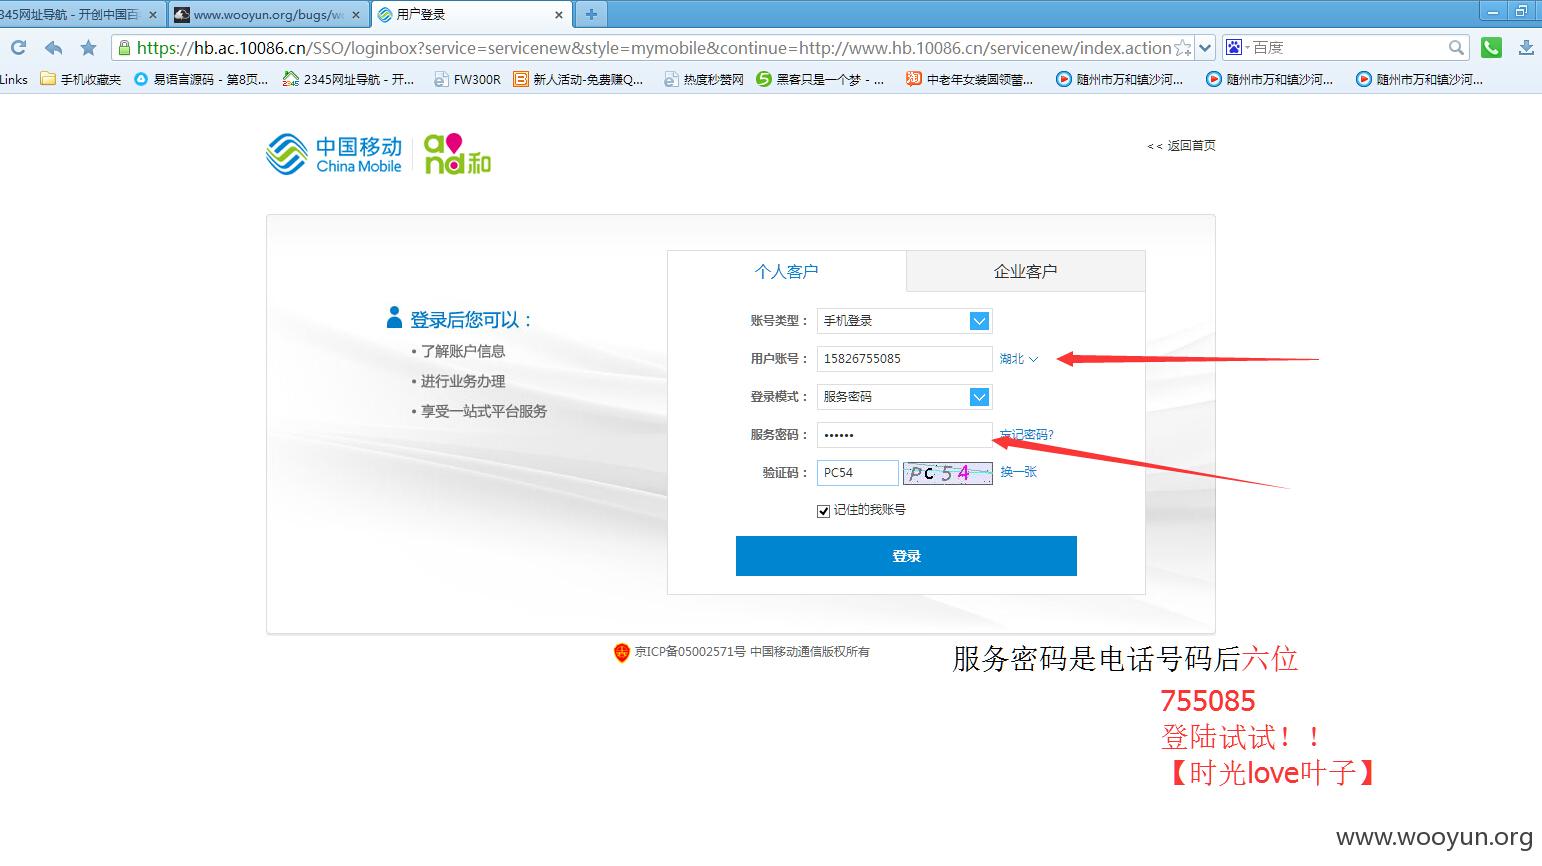 345网址导航 - 开创中国百
www.wooyun.org/bugs/w
用户登录
https://hb.ac.10086.cn/SSO/loginbox?service=servicenew&style=mymobile&continue=http://www.hb.10086.cn/servicenew/index.action
百度
Links 手机收藏夹 易语言源码 - 第8页... 2345网址导航 - 开... FW300R 新人活动-免费赚Q... 热度秒赞网 黑客只是一个梦 - ... 中老年女装圆领蕾... 随州市万和镇沙河... 随州市万和镇沙河... 随州市万和镇沙河...
中国移动
China Mobile
and和
<< 返回首页
个人客户 企业客户
登录后您可以：
• 了解账户信息
• 进行业务办理
• 享受一站式平台服务
账号类型： 手机登录
用户账号： 15826755085 湖北
登录模式： 服务密码
服务密码： •••••• 忘记密码?
验证码： PC54 PC54 换一张
记住的我账号
登录
京ICP备05002571号 中国移动通信版权所有
服务密码是电话号码后六位
755085
登陆试试！！
【时光love叶子】
www.wooyun.org